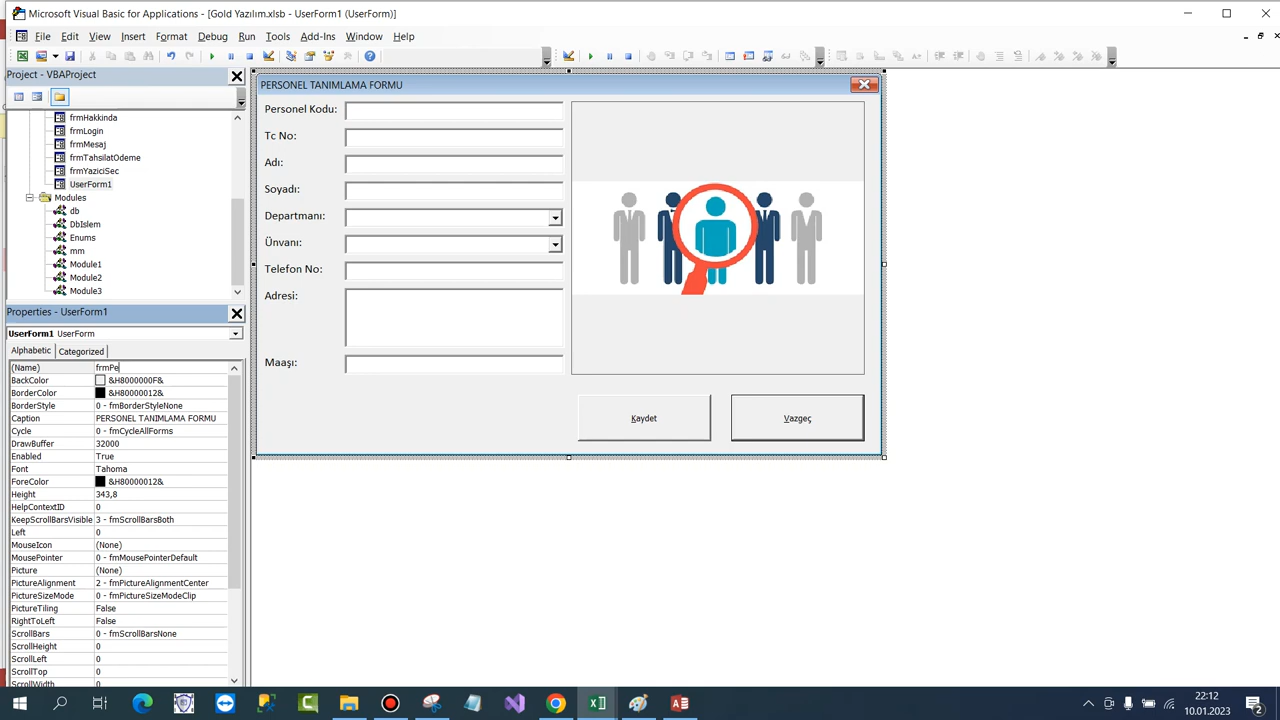 Microsoft Visual Basic for Applications - [Gold Yazılım.xlsb - UserForm1 (UserForm)]
File Edit View Insert Format Debug Run Tools Add-Ins Window Help
Project - VBAProject
frmHakkinda
frmLogin
frmMesaj
frmTahsilatOdeme
frmYaziciSec
UserForm1
Modules
db
DbIslem
Enums
mm
Module1
Module2
Module3
Properties - UserForm1
UserForm1 UserForm
Alphabetic Categorized
(Name) frmPe
BackColor &H8000000F&
BorderColor &H80000012&
BorderStyle 0 - fmBorderStyleNone
Caption PERSONEL TANIMLAMA FORMU
Cycle 0 - fmCycleAllForms
DrawBuffer 32000
Enabled True
Font Tahoma
ForeColor &H80000012&
Height 343,8
HelpContextID 0
KeepScrollBarsVisible 3 - fmScrollBarsBoth
Left 0
MouseIcon (None)
MousePointer 0 - fmMousePointerDefault
Picture (None)
PictureAlignment 2 - fmPictureAlignmentCenter
PictureSizeMode 0 - fmPictureSizeModeClip
PictureTiling False
RightToLeft False
ScrollBars 0 - fmScrollBarsNone
ScrollHeight 0
ScrollLeft 0
ScrollTop 0
ScrollWidth 0
PERSONEL TANIMLAMA FORMU
Personel Kodu:
Tc No:
Adı:
Soyadı:
Departmanı:
Ünvanı:
Telefon No:
Adresi:
Maaşı:
Kaydet
Vazgeç
22:12
10.01.2023
2